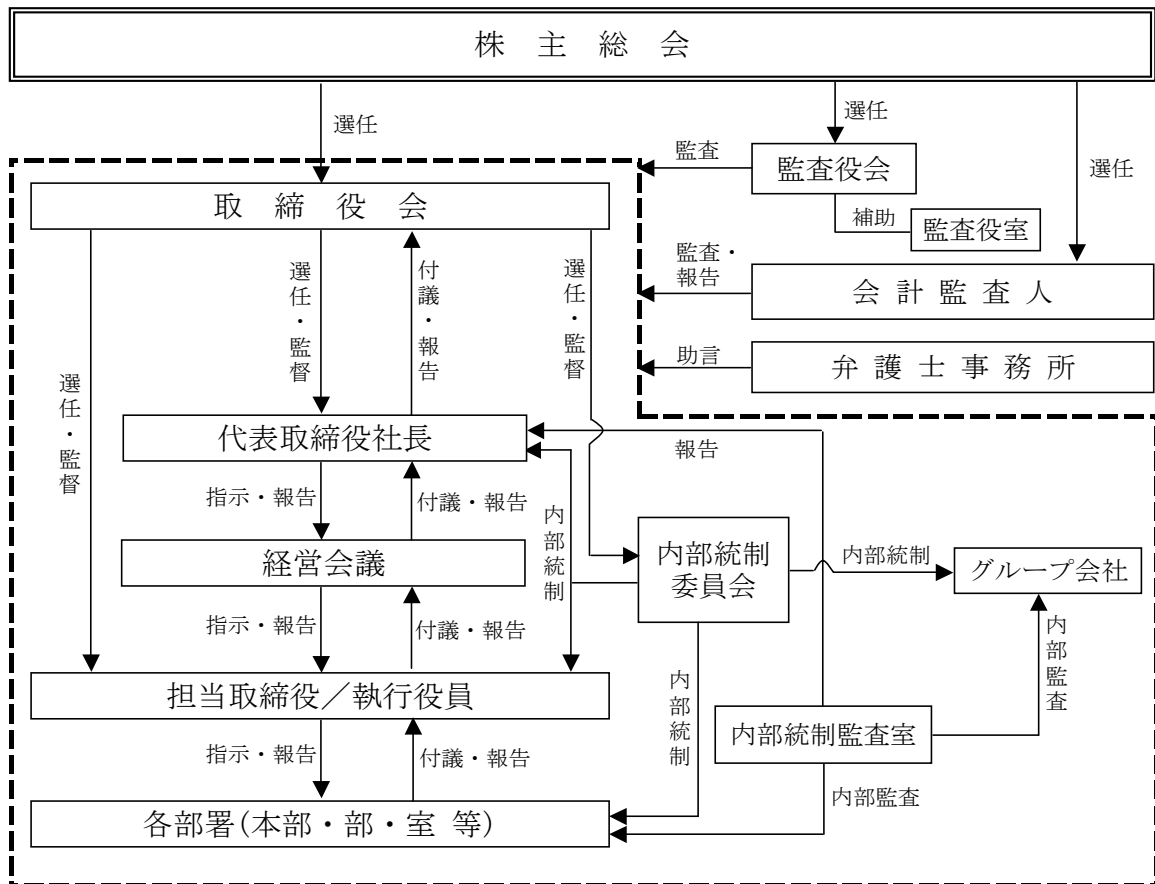 株主総会
選任
選任
選任
監査
監査役会
補助
監査役室
取締役会
監査・
報告
会計監査人
助言
弁護士事務所
選任・監督
選任・監督
付議・報告
選任・監督
代表取締役社長
報告
指示・報告
付議・報告
内部統制
経営会議
内部統制
委員会
内部統制
グループ会社
指示・報告
付議・報告
内部統制
内部監査
担当取締役／執行役員
内部統制監査室
指示・報告
付議・報告
内部監査
各部署(本部・部・室 等)